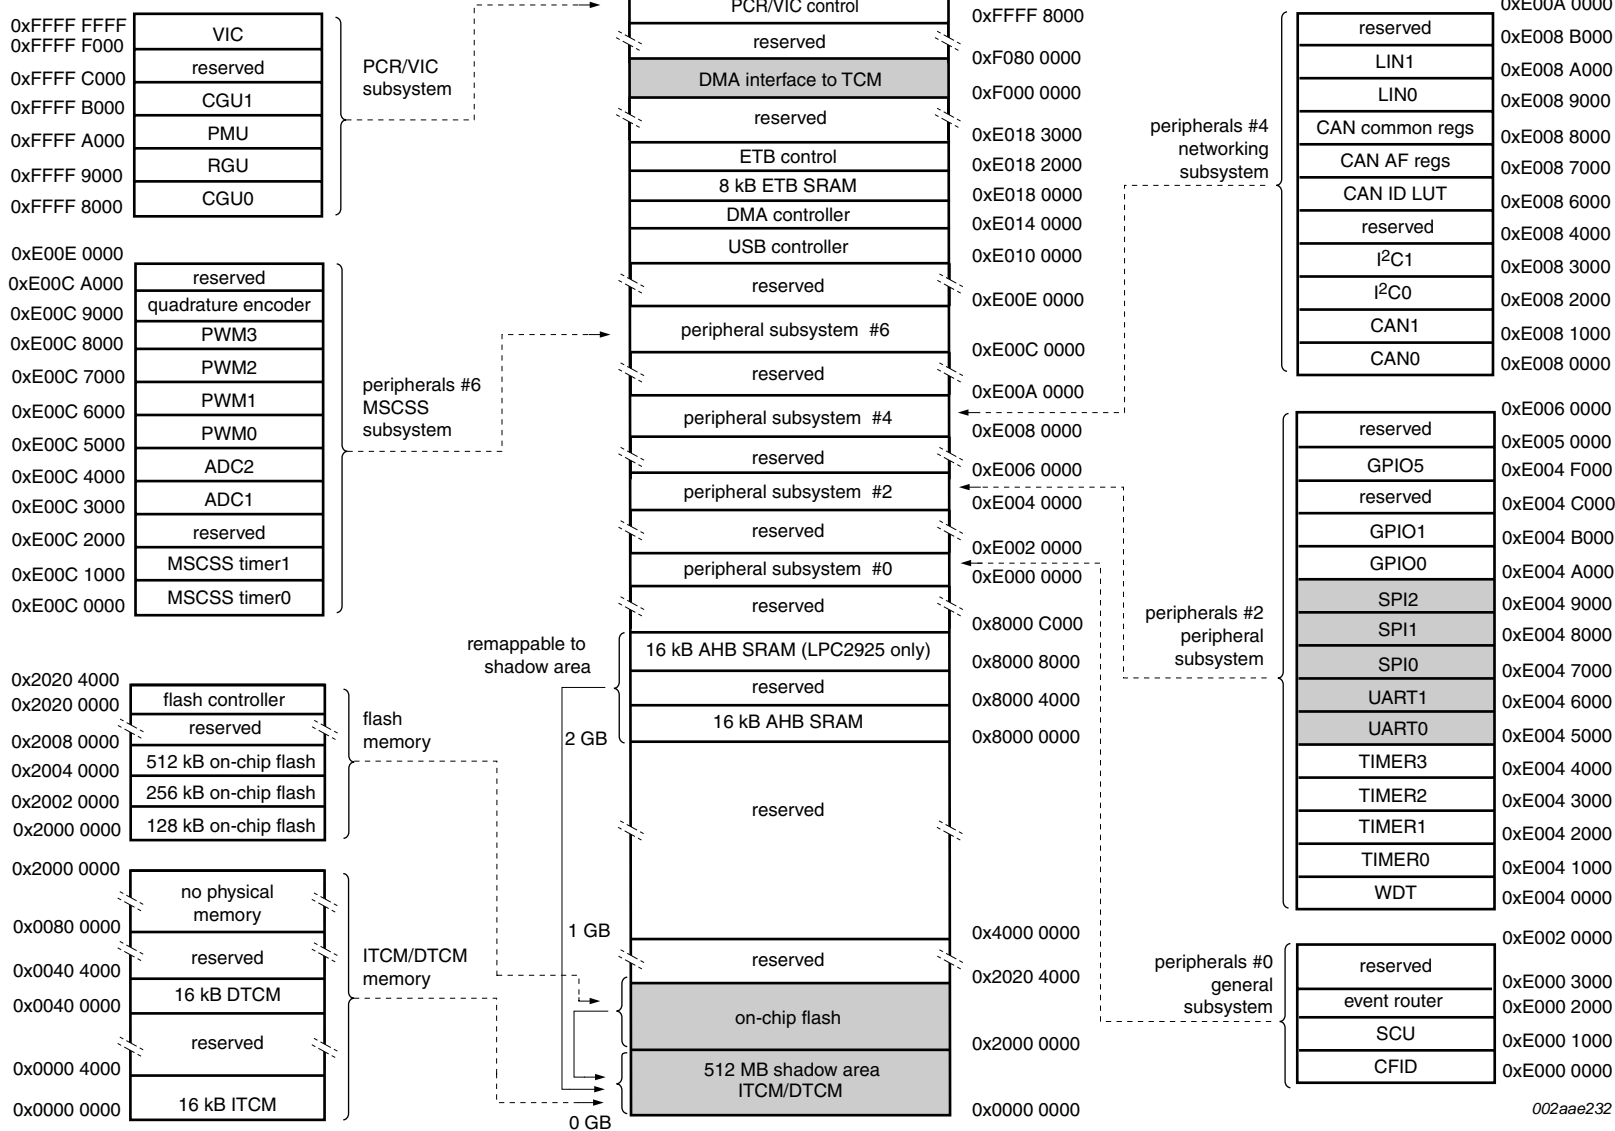 0xFFFF FFFF
VIC
0xFFFF F000
reserved
0xFFFF C000
CGU1
0xFFFF B000
PMU
0xFFFF A000
RGU
0xFFFF 9000
CGU0
0xFFFF 8000
PCR/VIC
subsystem
0xE00E 0000
reserved
0xE00C A000
quadrature encoder
0xE00C 9000
PWM3
0xE00C 8000
PWM2
0xE00C 7000
PWM1
0xE00C 6000
PWM0
0xE00C 5000
ADC2
0xE00C 4000
ADC1
0xE00C 3000
reserved
0xE00C 2000
MSCSS timer1
0xE00C 1000
MSCSS timer0
0xE00C 0000
peripherals #6
MSCSS
subsystem
0x2020 4000
flash controller
0x2020 0000
reserved
0x2008 0000
512 kB on-chip flash
0x2004 0000
256 kB on-chip flash
0x2002 0000
128 kB on-chip flash
0x2000 0000
flash
memory
0x2000 0000
no physical
memory
0x0080 0000
reserved
0x0040 4000
16 kB DTCM
0x0040 0000
reserved
0x0000 4000
16 kB ITCM
0x0000 0000
ITCM/DTCM
memory
remappable to
shadow area
2 GB
1 GB
0 GB
PCR/VIC control
0xFFFF 8000
reserved
0xF080 0000
DMA interface to TCM
0xF000 0000
reserved
0xE018 3000
ETB control
0xE018 2000
8 kB ETB SRAM
0xE018 0000
DMA controller
0xE014 0000
USB controller
0xE010 0000
reserved
0xE00E 0000
peripheral subsystem #6
0xE00C 0000
reserved
0xE00A 0000
peripheral subsystem #4
0xE008 0000
reserved
0xE006 0000
peripheral subsystem #2
0xE004 0000
reserved
0xE002 0000
peripheral subsystem #0
0xE000 0000
reserved
0x8000 C000
16 kB AHB SRAM (LPC2925 only)
0x8000 8000
reserved
0x8000 4000
16 kB AHB SRAM
0x8000 0000
reserved
0x4000 0000
reserved
0x2020 4000
on-chip flash
0x2000 0000
512 MB shadow area
ITCM/DTCM
0x0000 0000
peripherals #4
networking
subsystem
0xE00A 0000
reserved
0xE008 B000
LIN1
0xE008 A000
LIN0
0xE008 9000
CAN common regs
0xE008 8000
CAN AF regs
0xE008 7000
CAN ID LUT
0xE008 6000
reserved
0xE008 4000
I2C1
0xE008 3000
I2C0
0xE008 2000
CAN1
0xE008 1000
CAN0
0xE008 0000
peripherals #2
peripheral
subsystem
0xE006 0000
reserved
0xE005 0000
GPIO5
0xE004 F000
reserved
0xE004 C000
GPIO1
0xE004 B000
GPIO0
0xE004 A000
SPI2
0xE004 9000
SPI1
0xE004 8000
SPI0
0xE004 7000
UART1
0xE004 6000
UART0
0xE004 5000
TIMER3
0xE004 4000
TIMER2
0xE004 3000
TIMER1
0xE004 2000
TIMER0
0xE004 1000
WDT
0xE004 0000
peripherals #0
general
subsystem
0xE002 0000
reserved
0xE000 3000
event router
0xE000 2000
SCU
0xE000 1000
CFID
0xE000 0000
002aae232